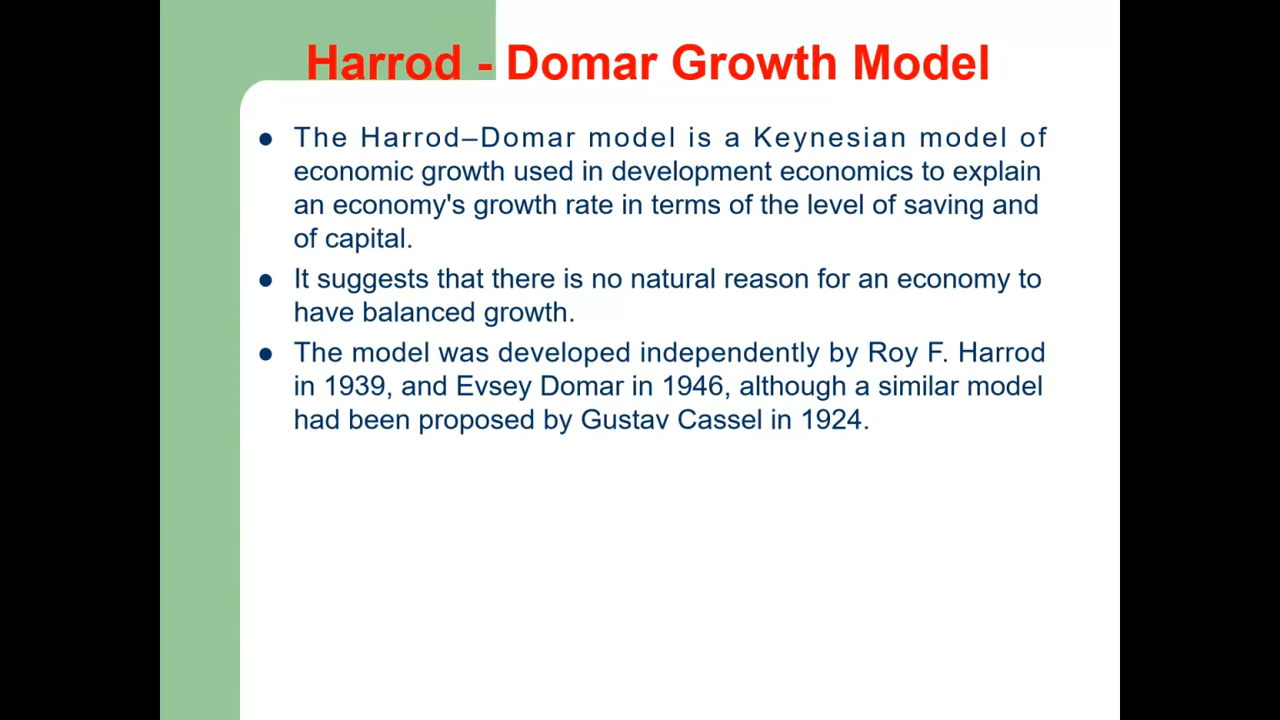 Harrod - Domar Growth Model
● The Harrod–Domar model is a Keynesian model of
economic growth used in development economics to explain
an economy's growth rate in terms of the level of saving and
of capital.
● It suggests that there is no natural reason for an economy to
have balanced growth.
● The model was developed independently by Roy F. Harrod
in 1939, and Evsey Domar in 1946, although a similar model
had been proposed by Gustav Cassel in 1924.